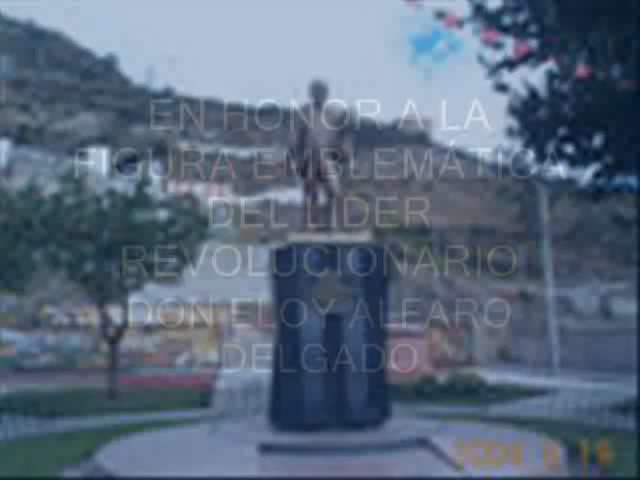 EN HONOR A LA
FIGURA EMBLEMÁTICA
DEL LIDER
REVOLUCIONARIO
DON ELOY ALFARO
DELGADO